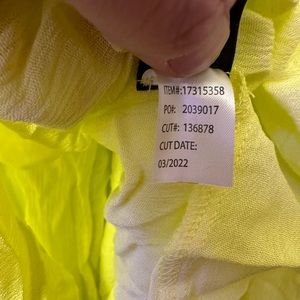 ITEM#:17315358
PO#: 2039017
CUT#: 136878
CUT DATE:
03/2022